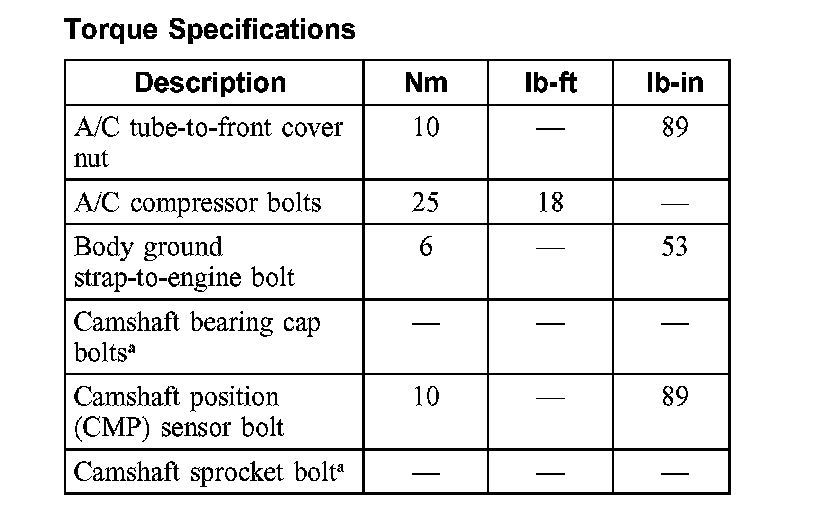 Torque Specifications
Description Nm lb-ft lb-in
A/C tube-to-front cover 10 — 89
nut
A/C compressor bolts 25 18 —
Body ground 6 — 53
strap-to-engine bolt
Camshaft bearing cap — — —
boltsª
Camshaft position 10 — 89
(CMP) sensor bolt
Camshaft sprocket boltª — — —